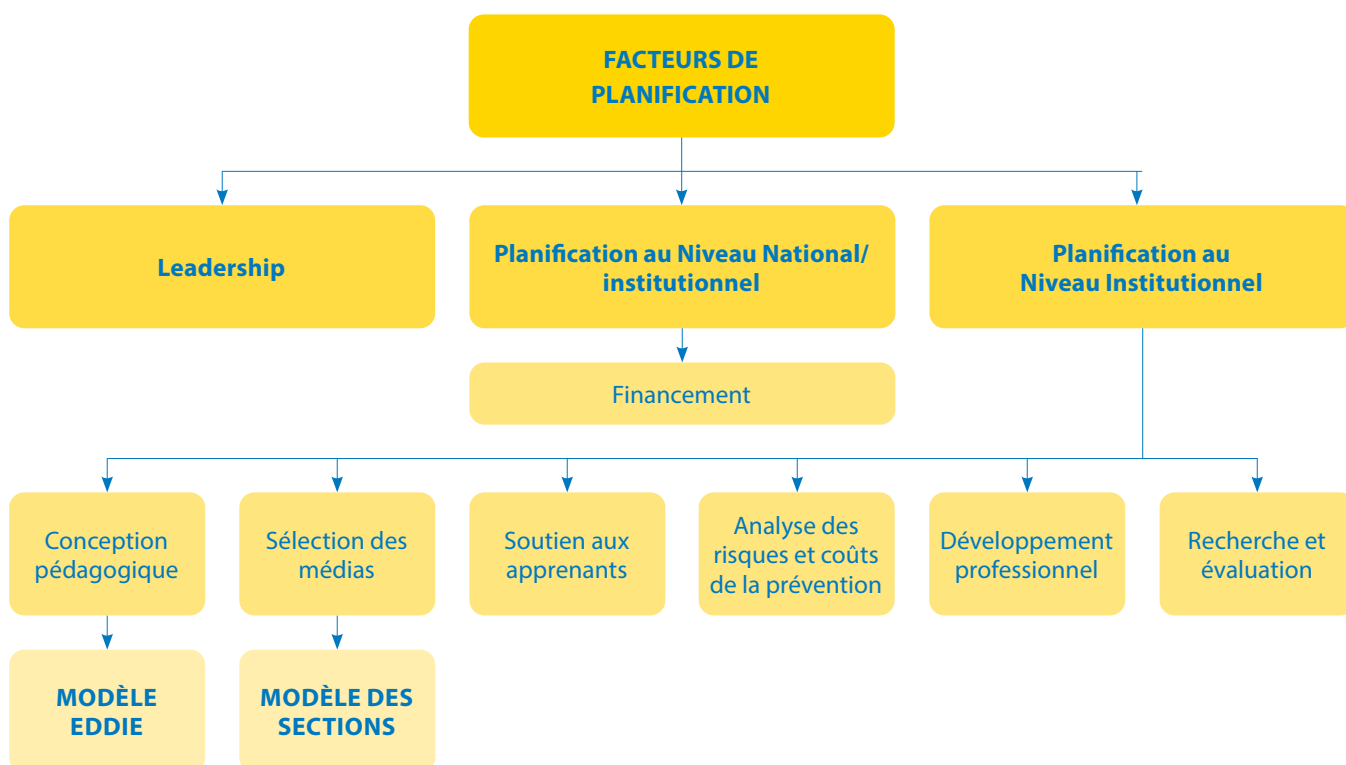 FACTEURS DE
PLANIFICATION
Leadership
Planification au Niveau National/
institutionnel
Planification au
Niveau Institutionnel
Financement
Conception
pédagogique
Sélection des
médias
Soutien aux
apprenants
Analyse des
risques et coûts
de la prévention
Développement
professionnel
Recherche et
évaluation
MODÈLE
EDDIE
MODÈLE DES
SECTIONS